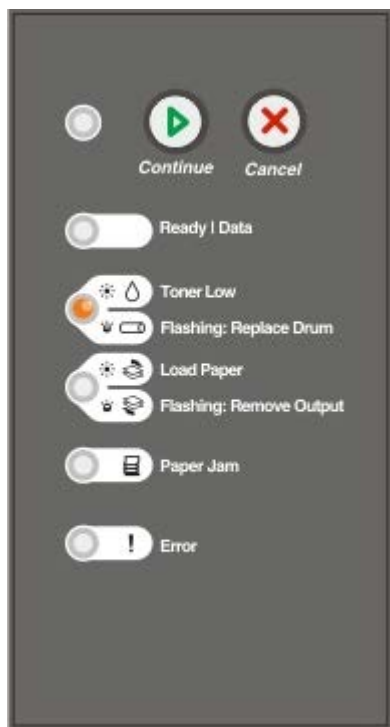 Continue Cancel
Ready | Data
Toner Low
Flashing: Replace Drum
Load Paper
Flashing: Remove Output
Paper Jam
! Error